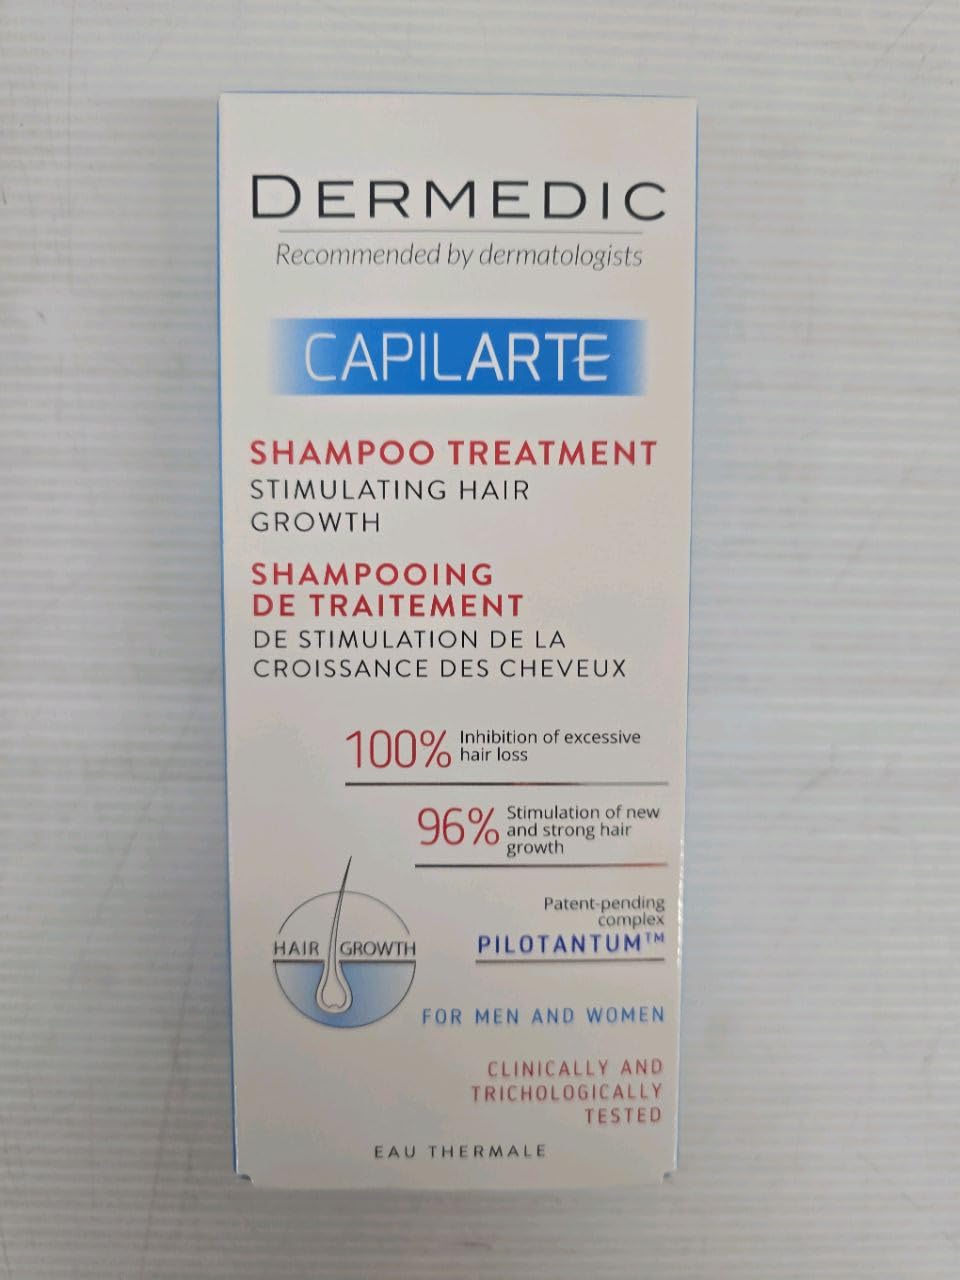 DERMEDIC
Recommended by dermatologists
CAPILARTE
SHAMPOO TREATMENT
STIMULATING HAIR
GROWTH
SHAMPOOING
DE TRAITEMENT
DE STIMULATION DE LA
CROISSANCE DES CHEVEUX
100% Inhibition of excessive
hair loss
96% Stimulation of new
and strong hair
growth
Patent-pending
complex
PILOTANTUM™
HAIR GROWTH
FOR MEN AND WOMEN
CLINICALLY AND
TRICHOLOGICALLY
TESTED
EAU THERMALE